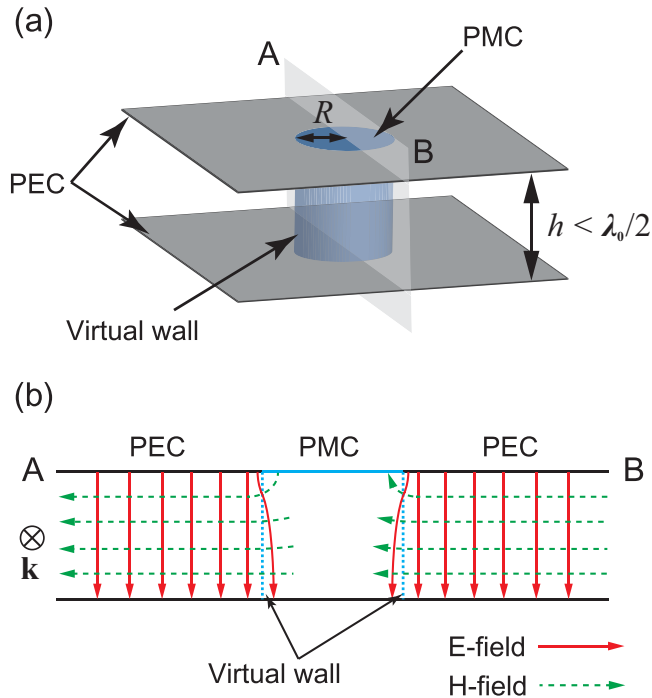 (a)
PMC
A
R
B
PEC
h < λ₀/2
Virtual wall
(b)
PEC PMC PEC
A B
⊗
k
Virtual wall
E-field
H-field